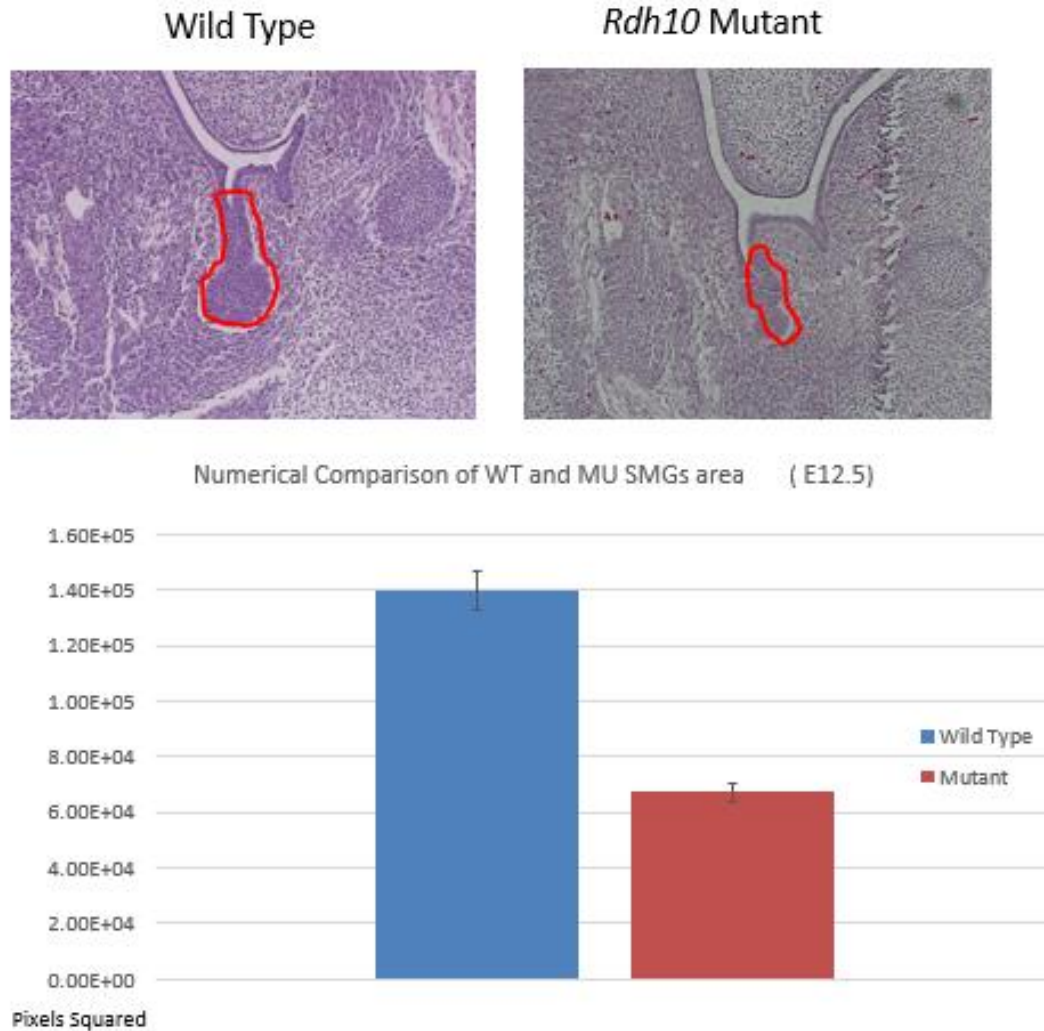 Wild Type
Rdh10 Mutant
Numerical Comparison of WT and MU SMGs area ( E12.5)
1.60E+05
1.40E+05
1.20E+05
1.00E+05
8.00E+04
6.00E+04
4.00E+04
2.00E+04
0.00E+00
Wild Type
Mutant
Pixels Squared